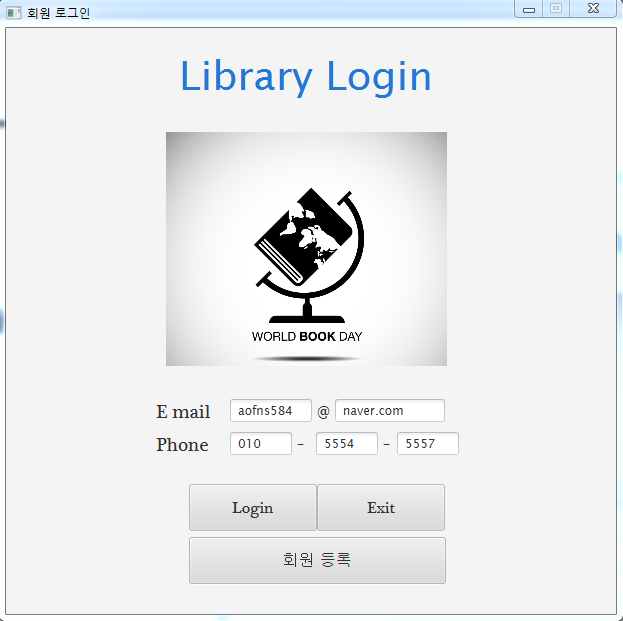 회원 로그인
Library Login
WORLD BOOK DAY
E mail aofns584 @ naver.com
Phone 010 - 5554 - 5557
Login Exit
회원 등록